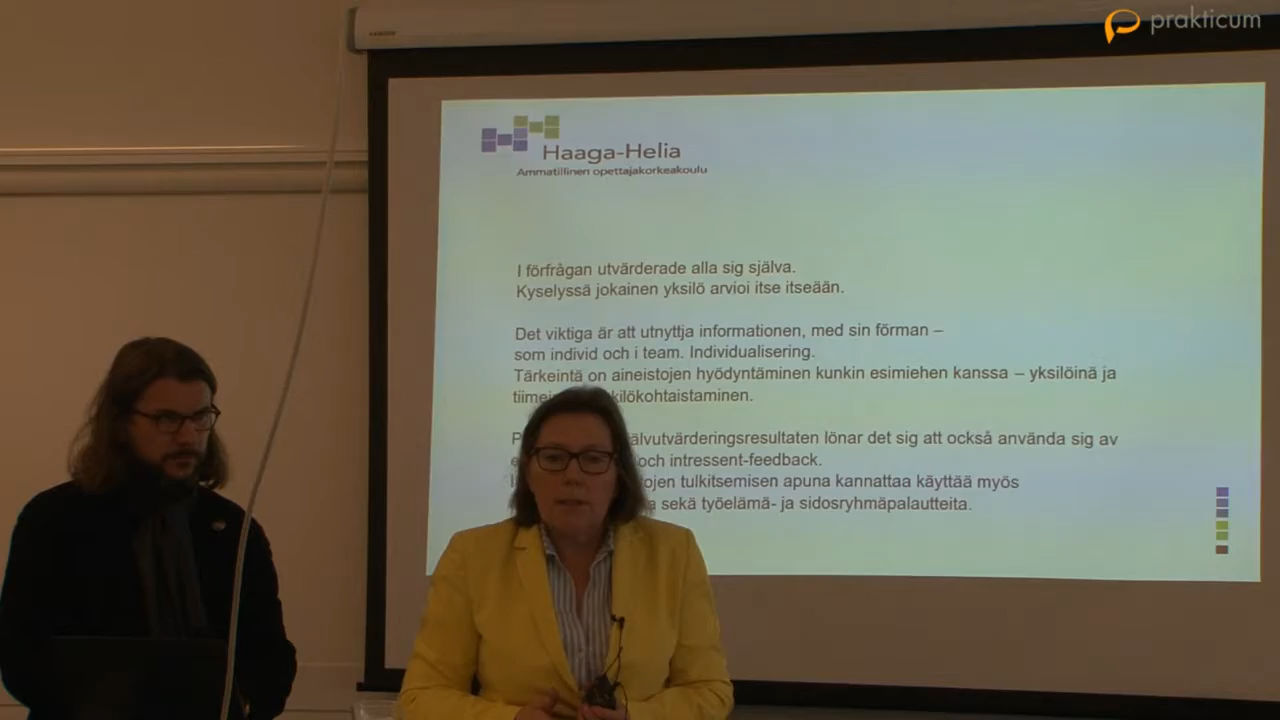 prakticum
Haaga-Helia
Ammatillinen opettajakorkeakoulu
I förfrågan utvärderade alla sig själva.
Kyselyssä jokainen yksilö arvioi itse itseään.
Det viktiga är att utnyttja informationen, med sin förman –
som individ och i team. Individualisering.
Tärkeintä on aineistojen hyödyntäminen kunkin esimiehen kanssa – yksilöinä ja
lönar det sig att också använda sig av
och intressent-feedback.
tulkitsemisen apuna kannattaa käyttää myös
sekä työelämä- ja sidosryhmäpalautteita.